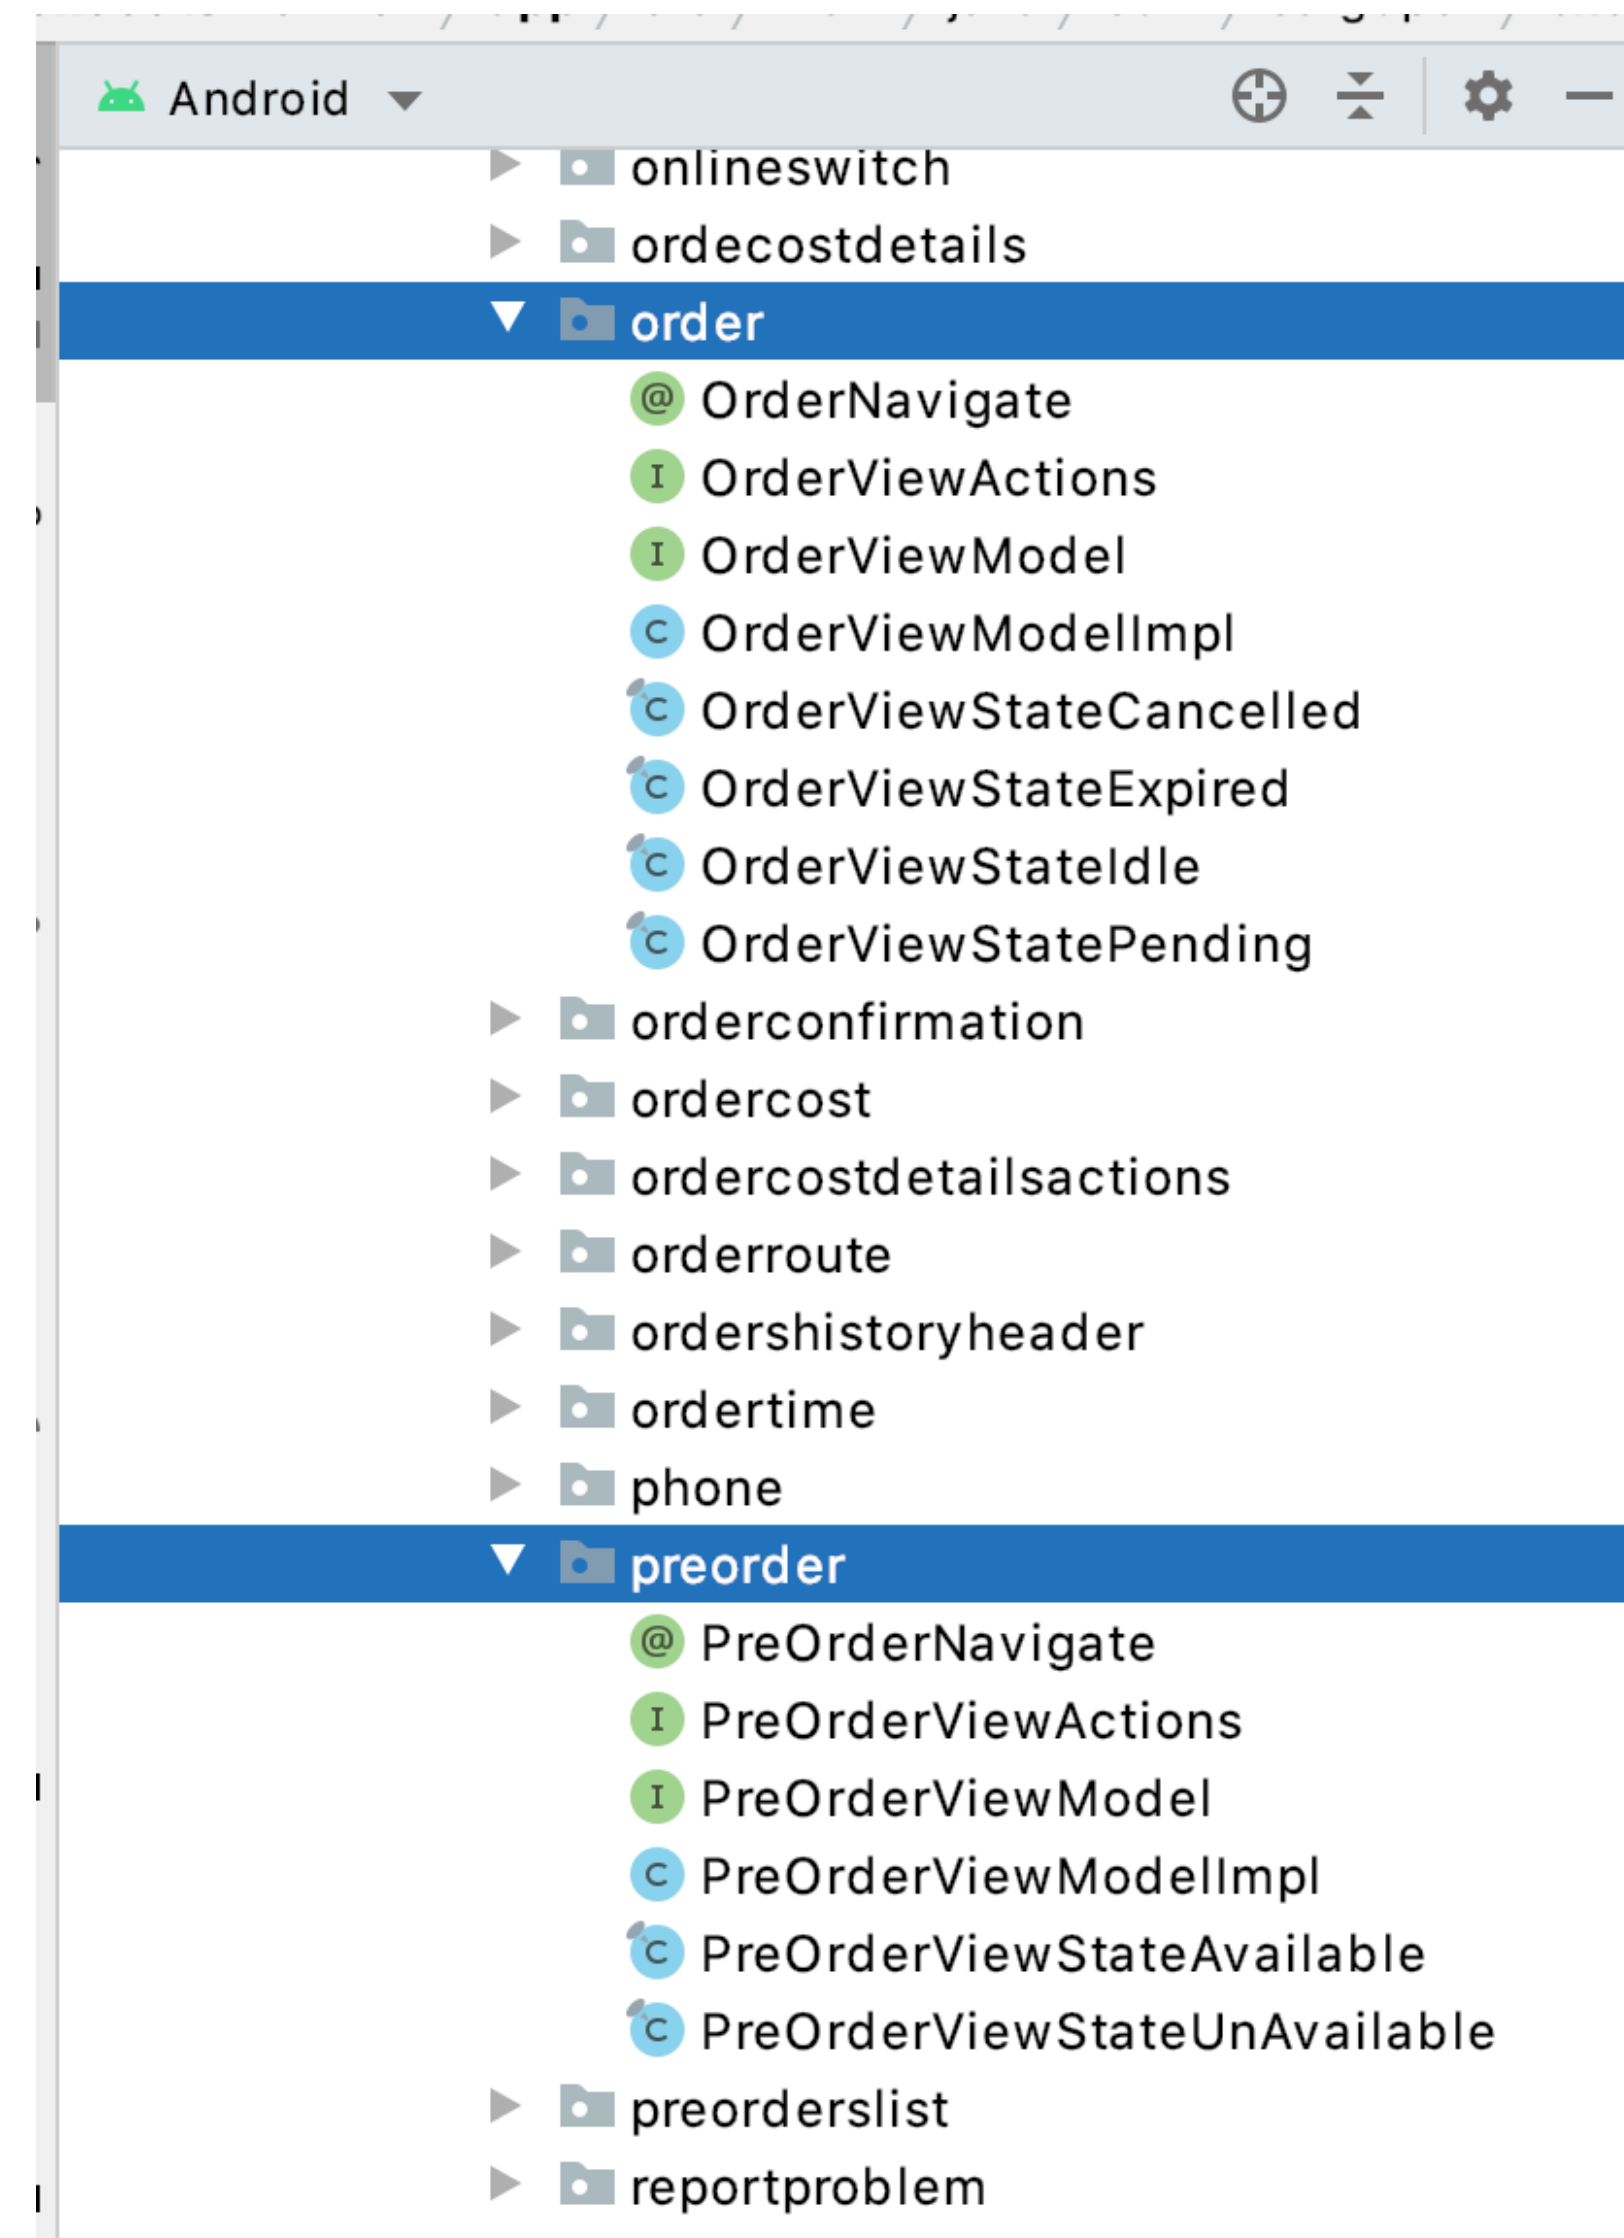 Android
onlineswitch
ordecostdetails
order
@ OrderNavigate
I OrderViewActions
I OrderViewModel
C OrderViewModelImpl
C OrderViewStateCancelled
C OrderViewStateExpired
C OrderViewStateIdle
C OrderViewStatePending
orderconfirmation
ordercost
ordercostdetailsactions
orderroute
ordershistoryheader
ordertime
phone
preorder
@ PreOrderNavigate
I PreOrderViewActions
I PreOrderViewModel
C PreOrderViewModelImpl
C PreOrderViewStateAvailable
C PreOrderViewStateUnAvailable
preorderslist
reportproblem